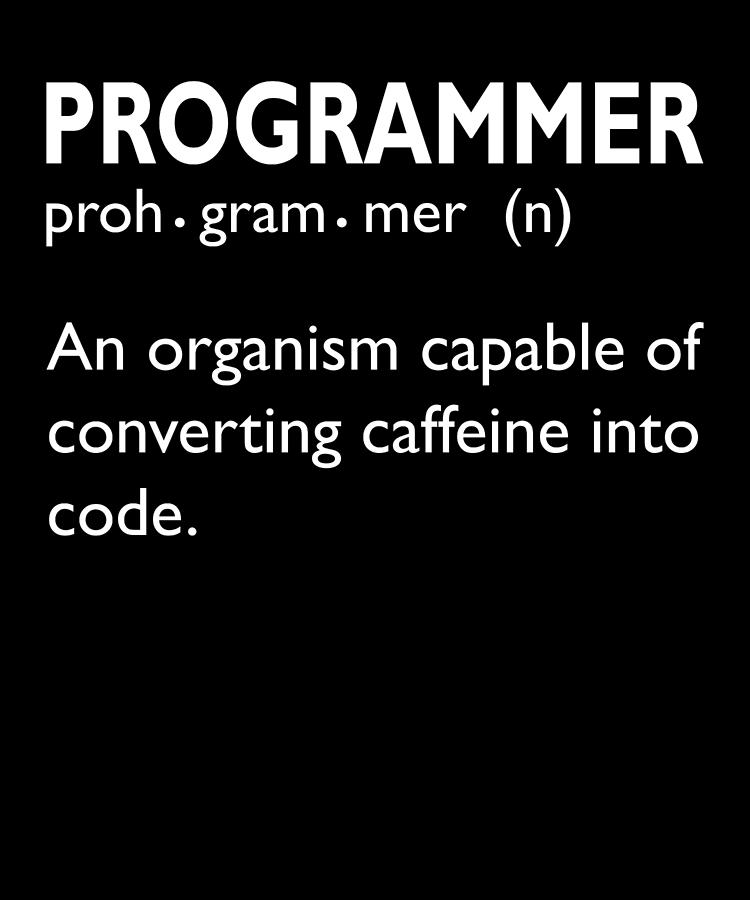 PROGRAMMER
proh · gram · mer (n)
An organism capable of
converting caffeine into
code.